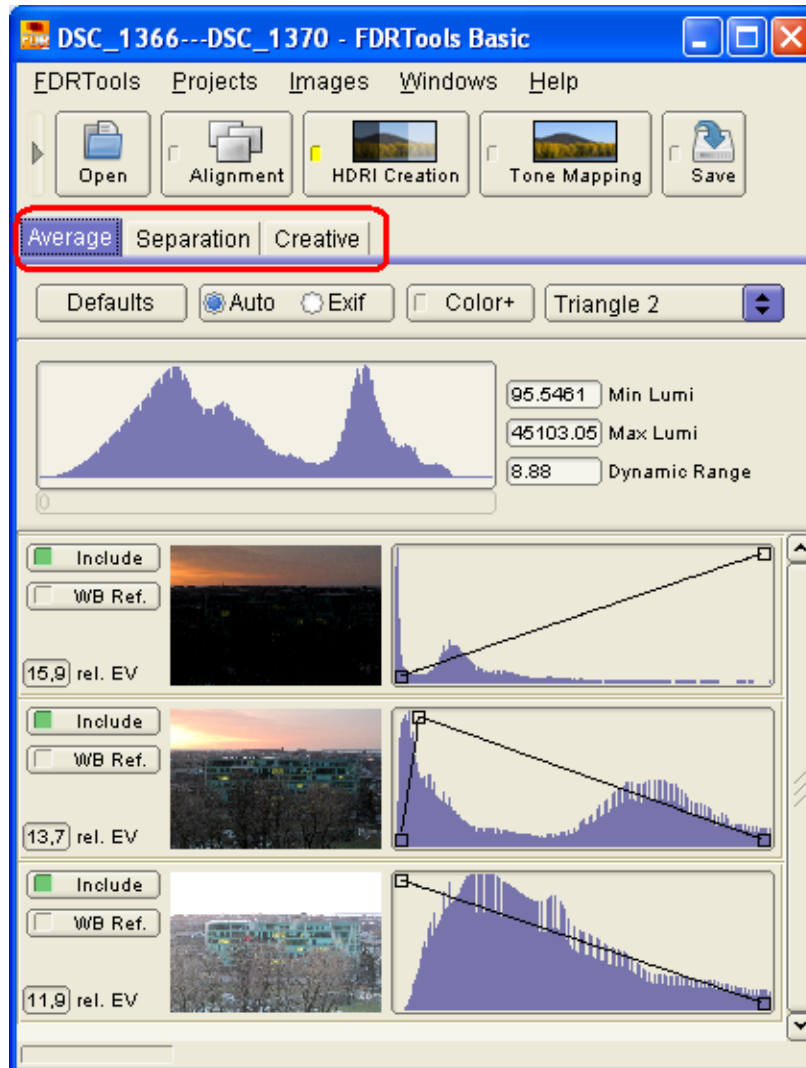 DSC_1366---DSC_1370 - FDRTools Basic
FDRTools Projects Images Windows Help
Open Alignment HDRI Creation Tone Mapping Save
Average Separation Creative
Defaults Auto Exif Color+ Triangle 2
95.5461 Min Lumi
45103.05 Max Lumi
8.88 Dynamic Range
0
Include
WB Ref.
15,9 rel. EV
Include
WB Ref.
13,7 rel. EV
Include
WB Ref.
11,9 rel. EV